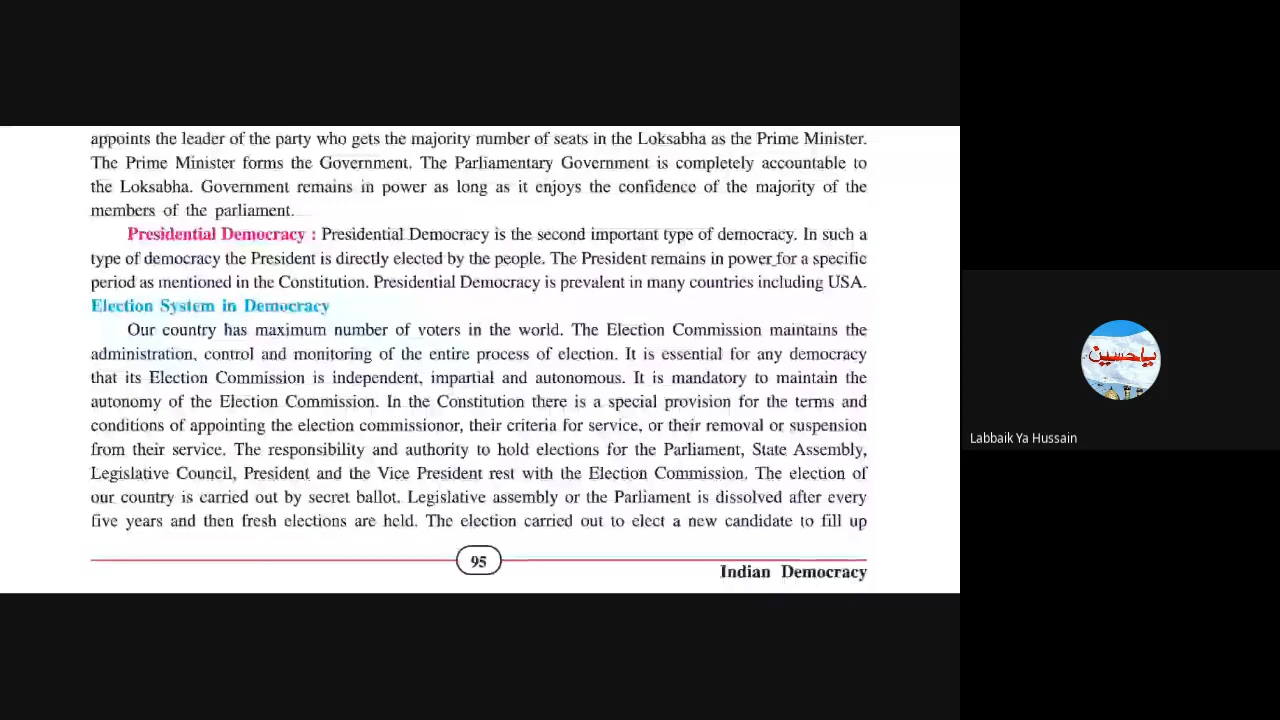 appoints the leader of the party who gets the majority number of seats in the Loksabha as the Prime Minister.
The Prime Minister forms the Government. The Parliamentary Government is completely accountable to
the Loksabha. Government remains in power as long as it enjoys the confidence of the majority of the
members of the parliament.
Presidential Democracy : Presidential Democracy is the second important type of democracy. In such a
type of democracy the President is directly elected by the people. The President remains in power for a specific
period as mentioned in the Constitution. Presidential Democracy is prevalent in many countries including USA.
Election System in Democracy
Our country has maximum number of voters in the world. The Election Commission maintains the
administration, control and monitoring of the entire process of election. It is essential for any democracy
that its Election Commission is independent, impartial and autonomous. It is mandatory to maintain the
autonomy of the Election Commission. In the Constitution there is a special provision for the terms and
conditions of appointing the election commissionor, their criteria for service, or their removal or suspension
from their service. The responsibility and authority to hold elections for the Parliament, State Assembly,
Legislative Council, President and the Vice President rest with the Election Commission. The election of
our country is carried out by secret ballot. Legislative assembly or the Parliament is dissolved after every
five years and then fresh elections are held. The election carried out to elect a new candidate to fill up
95
Indian Democracy
ياحسين
Labbaik Ya Hussain